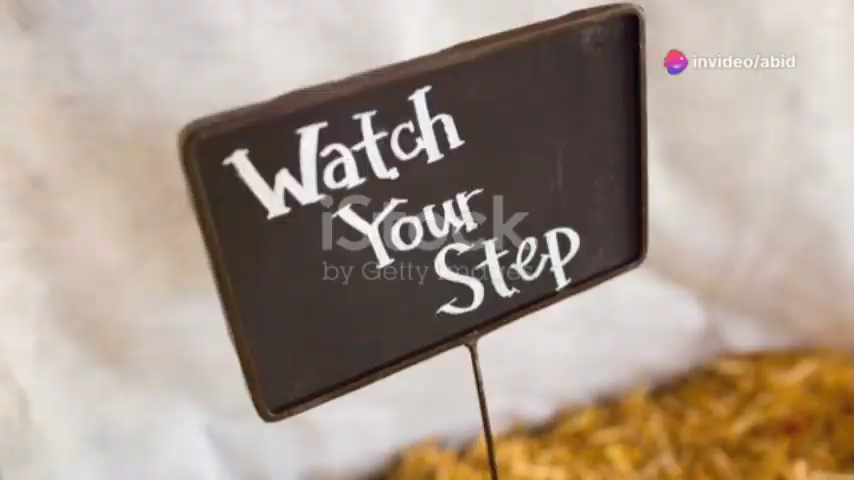 invideo/abid
Watch
Your
Step
iStock
by Getty Images